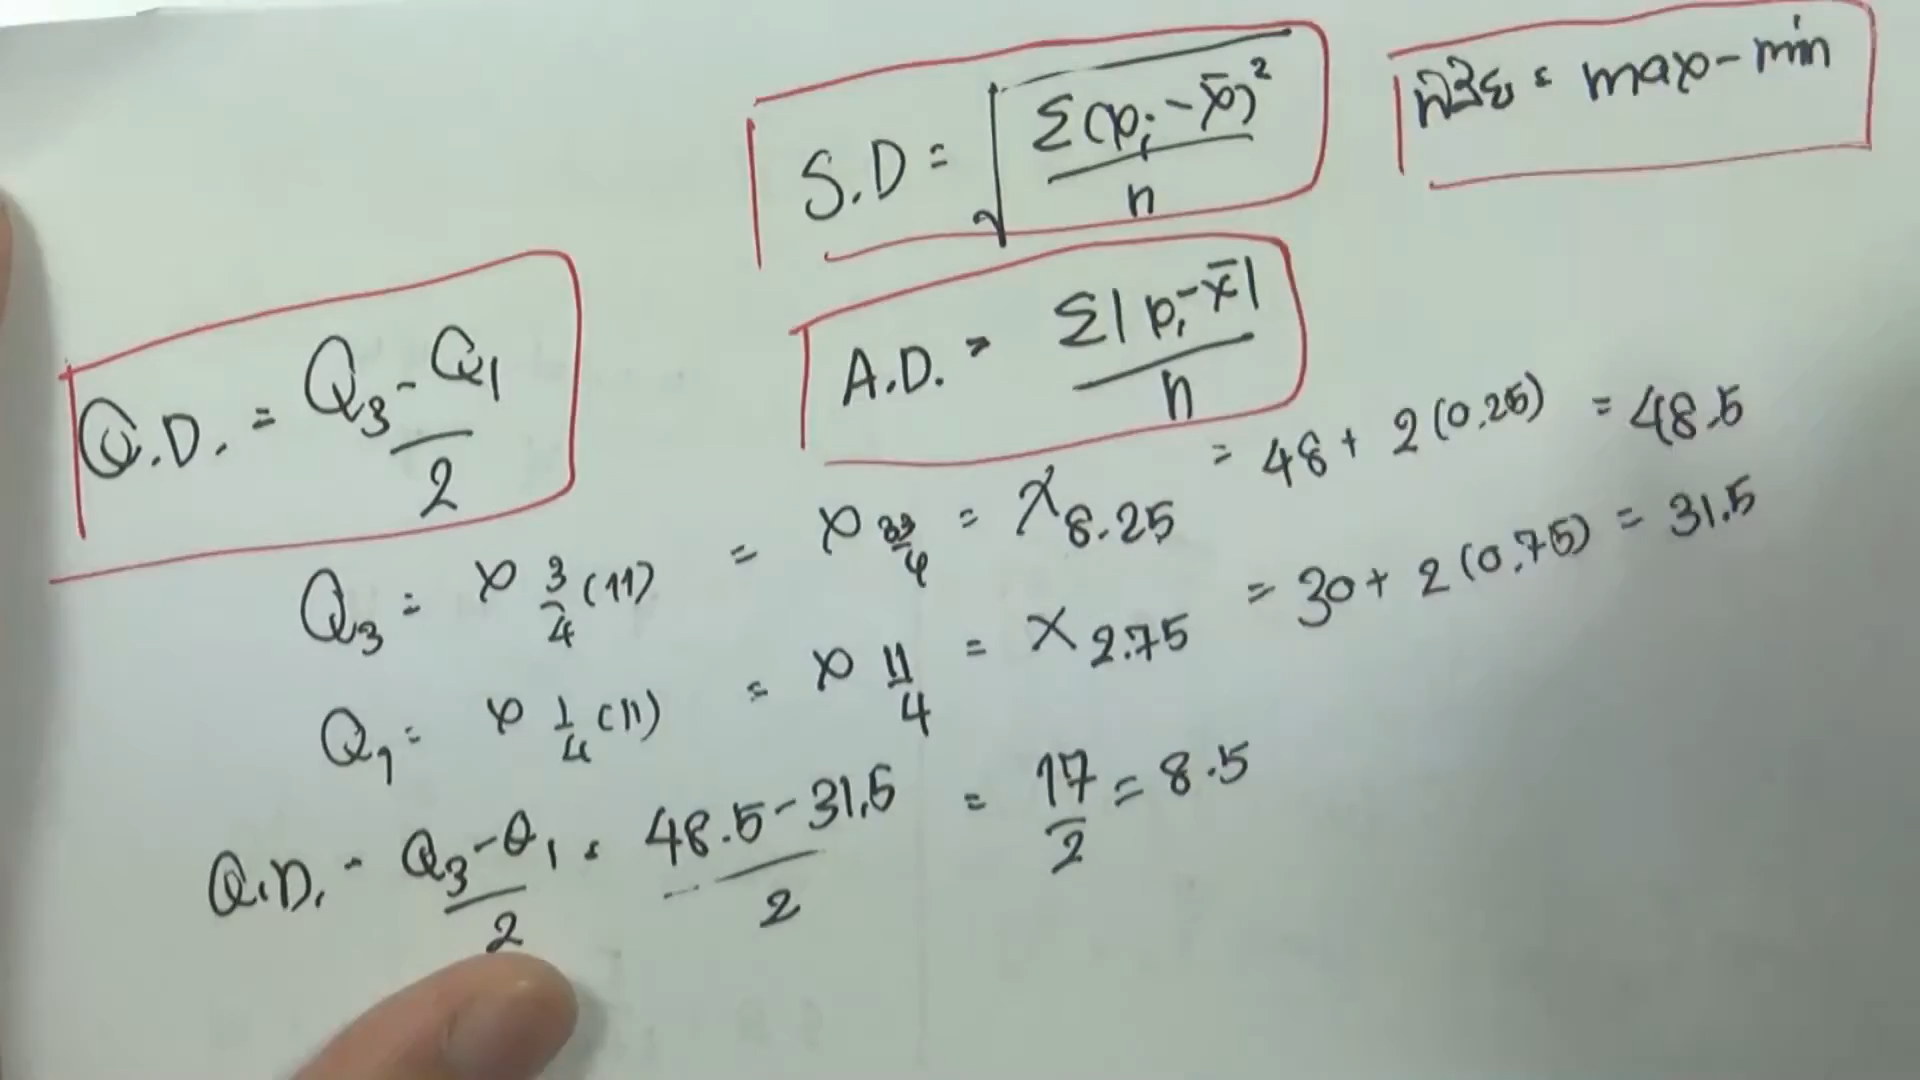 S.D = √(Σ(xᵢ - x̄)² / n)
พิสัย = max - min
Q.D. = (Q₃ - Q₁) / 2
A.D. = Σ|xᵢ - x̄| / n
Q₃ = x 3/4 (11) = x 33/4 = X 8.25 = 48 + 2(0.25) = 48.5
Q₁ = x 1/4 (11) = x 11/4 = X 2.75 = 30 + 2(0.75) = 31.5
Q.D. = (Q₃ - Q₁) / 2 = (48.5 - 31.5) / 2 = 17/2 = 8.5